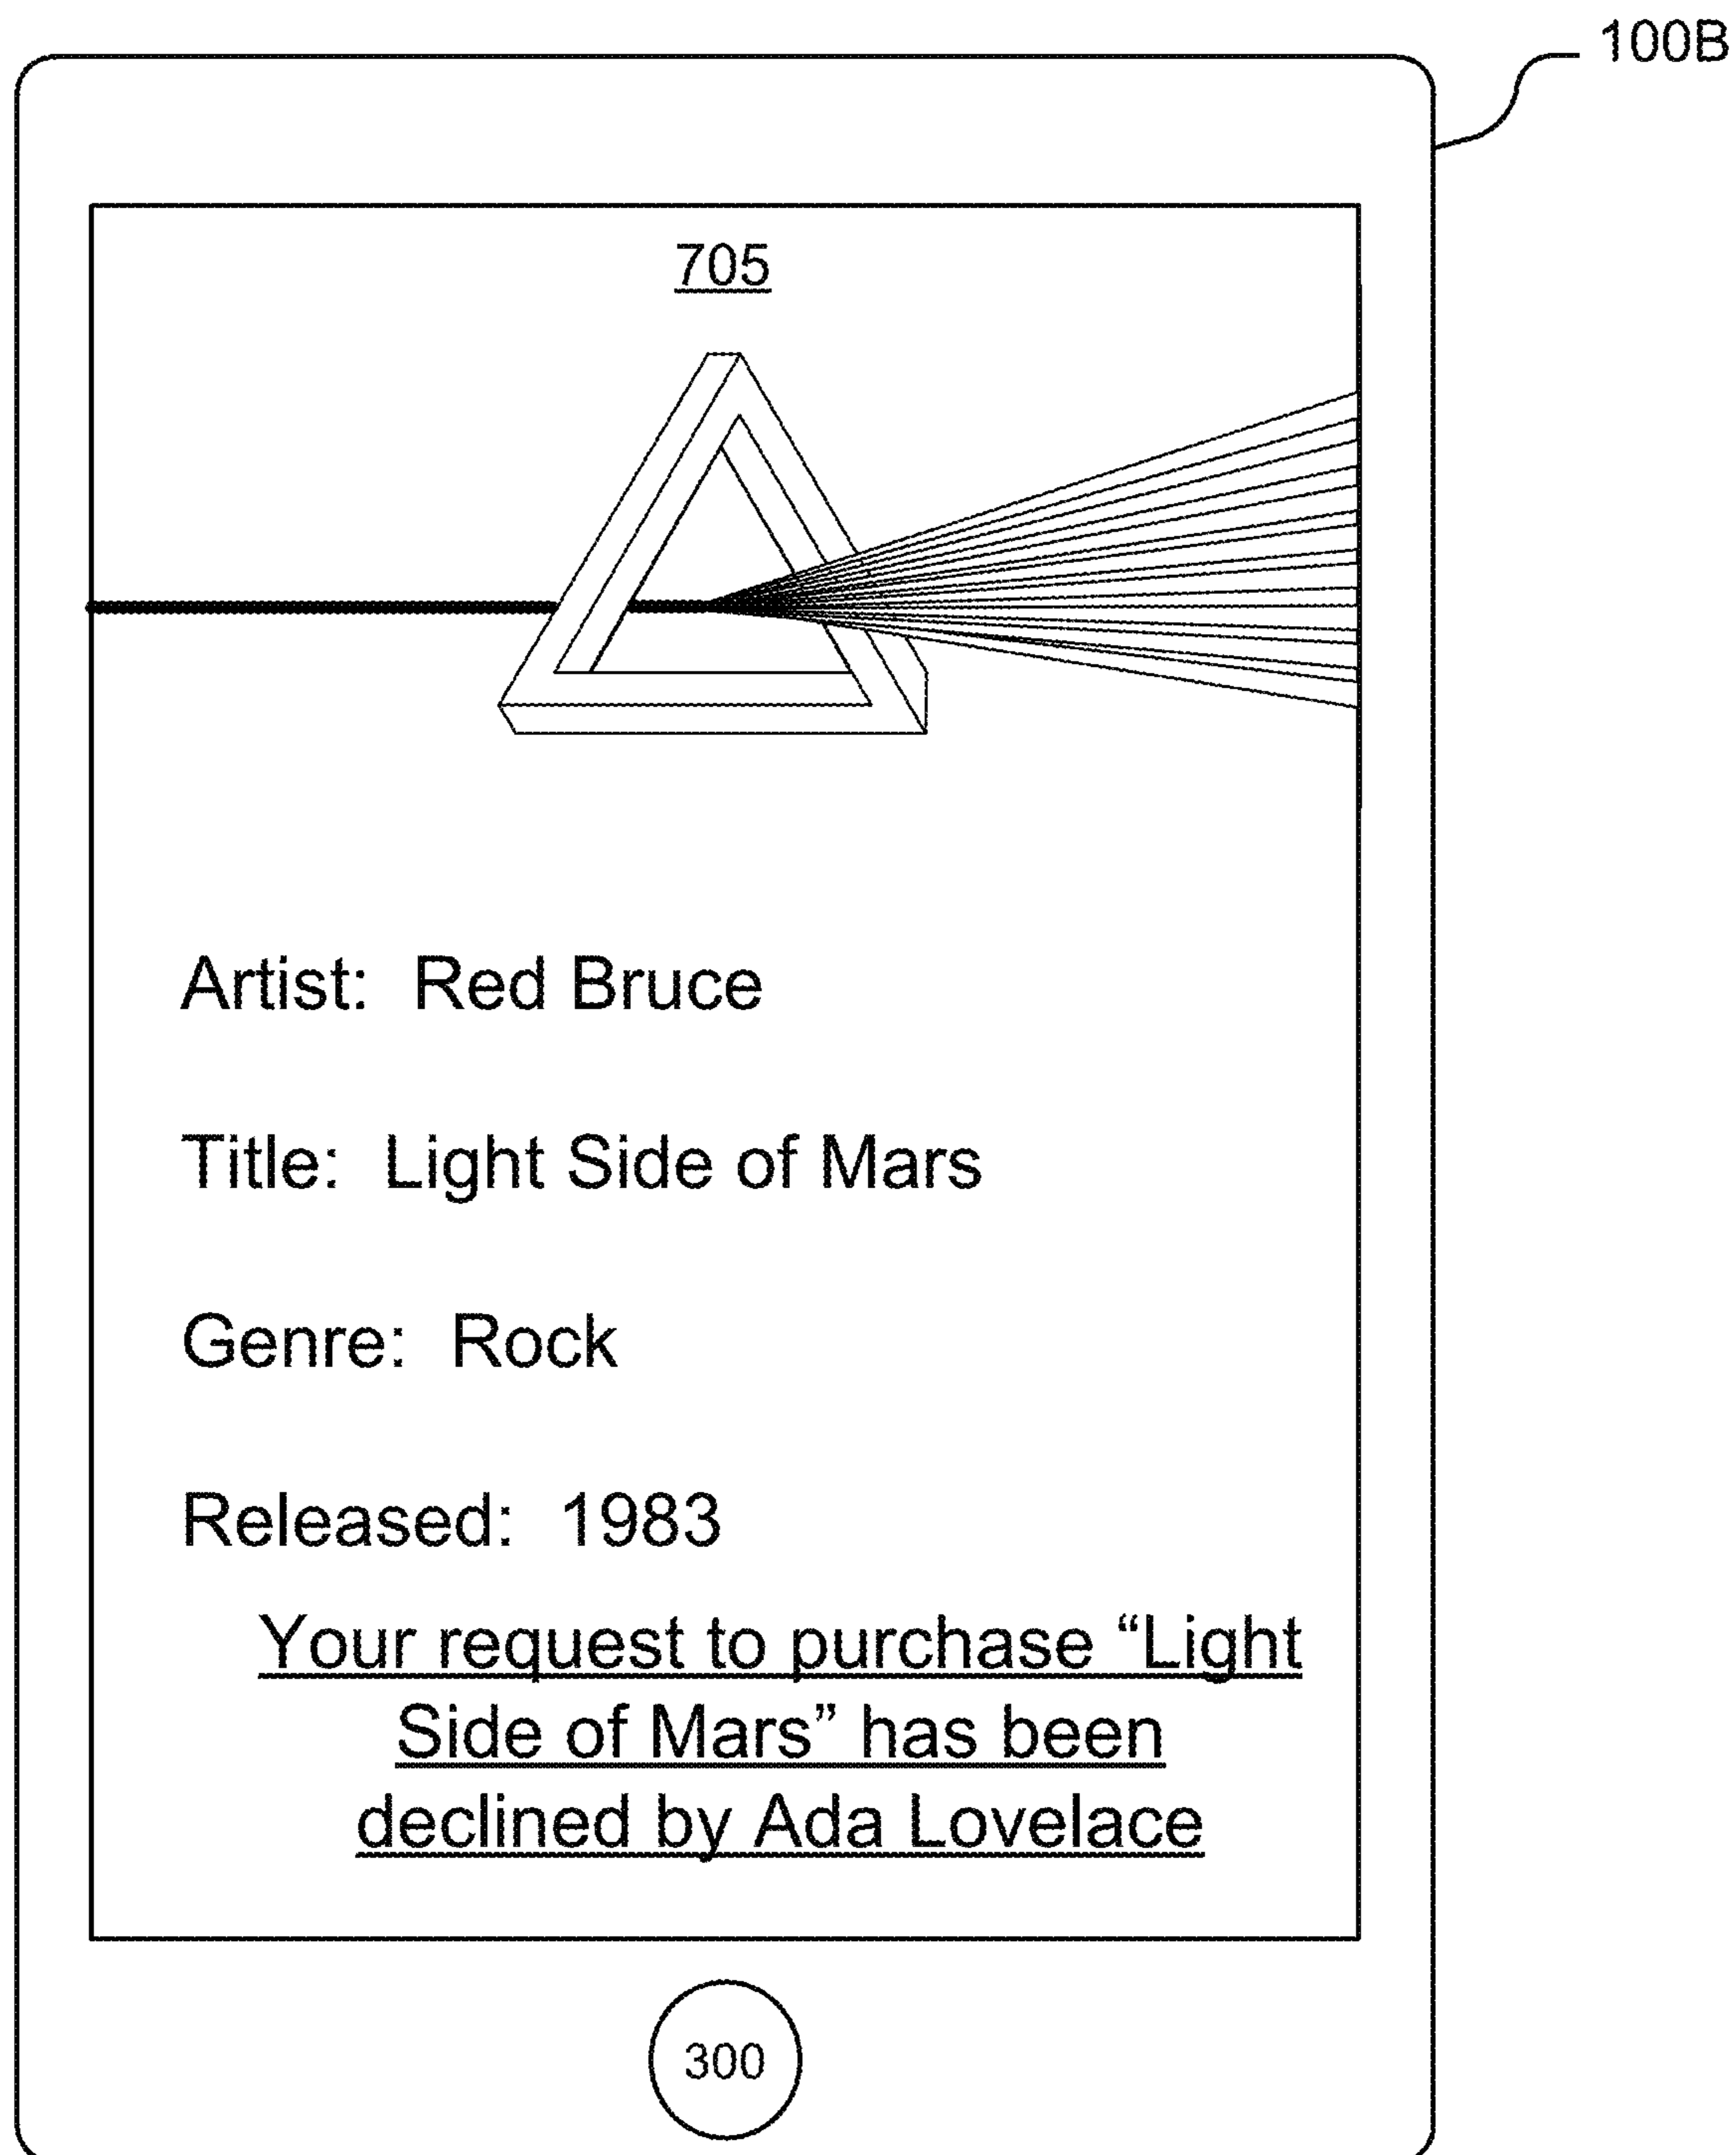 100B
705
Artist: Red Bruce
Title: Light Side of Mars
Genre: Rock
Released: 1983
Your request to purchase “Light
Side of Mars” has been
declined by Ada Lovelace
300